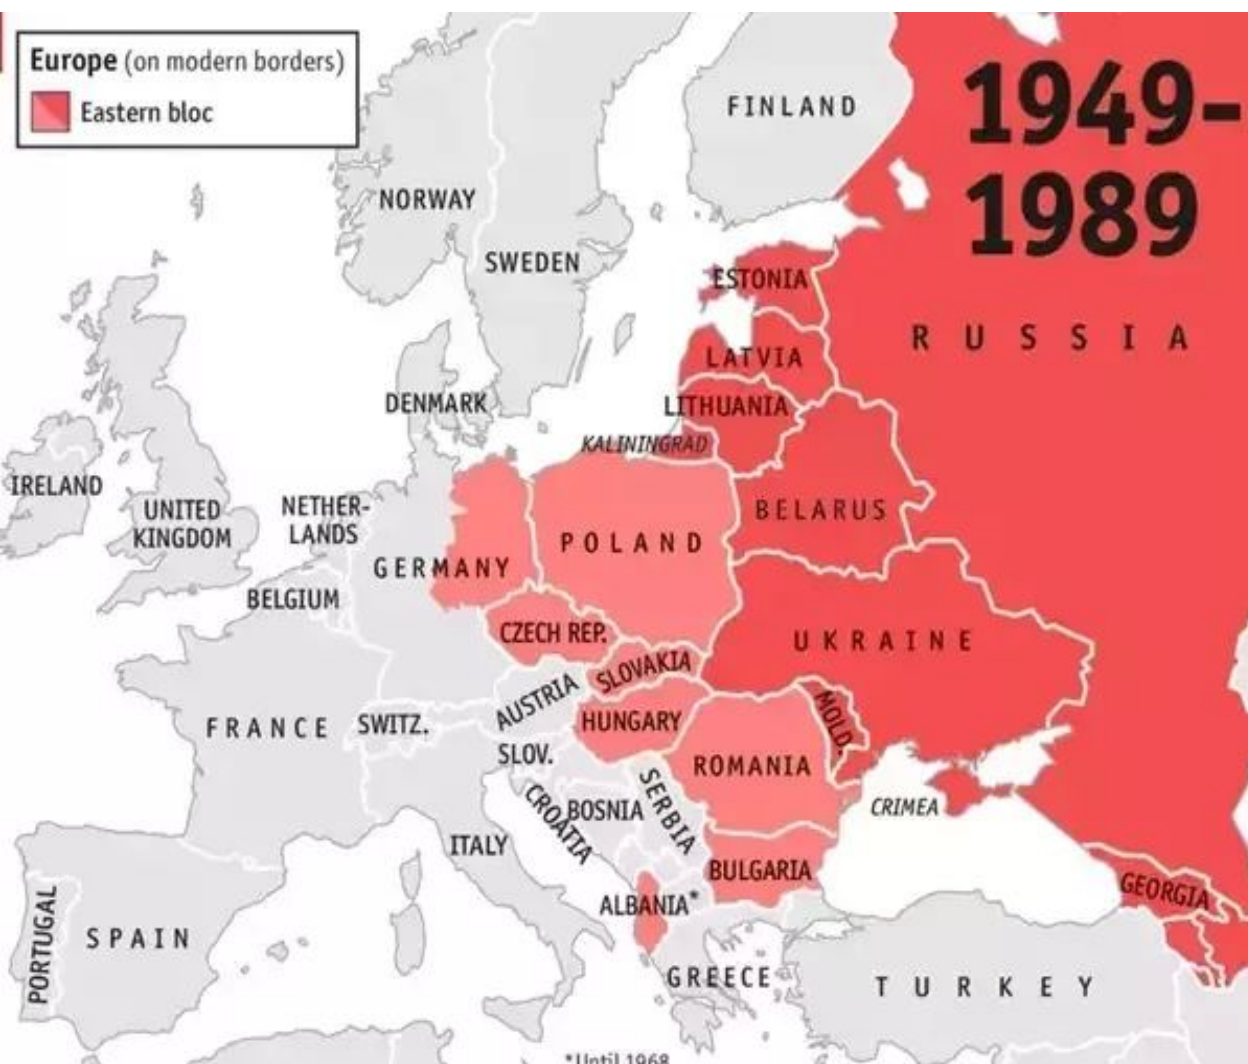 Europe (on modern borders)
Eastern bloc
1949-
1989
FINLAND
NORWAY
SWEDEN
ESTONIA
RUSSIA
LATVIA
DENMARK
LITHUANIA
KALININGRAD
IRELAND
UNITED
KINGDOM
NETHER-
LANDS
BELARUS
POLAND
GERMANY
BELGIUM
CZECH REP.
UKRAINE
SLOVAKIA
AUSTRIA
FRANCE
SWITZ.
HUNGARY
MOLD.
SLOV.
ROMANIA
CROATIA
BOSNIA
SERBIA
CRIMEA
ITALY
BULGARIA
GEORGIA
ALBANIA*
PORTUGAL
SPAIN
GREECE
TURKEY
*Until 1968